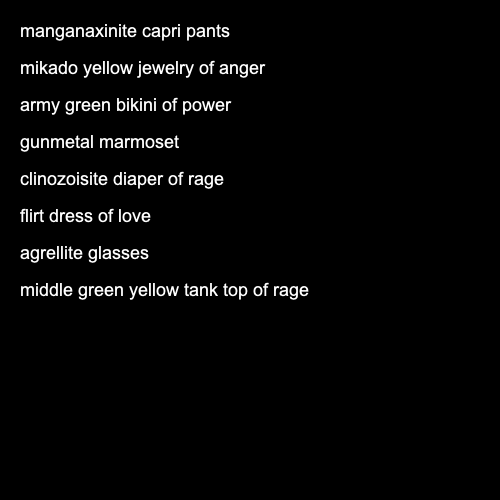 manganaxinite capri pants
mikado yellow jewelry of anger
army green bikini of power
gunmetal marmoset
clinozoisite diaper of rage
flirt dress of love
agrellite glasses
middle green yellow tank top of rage